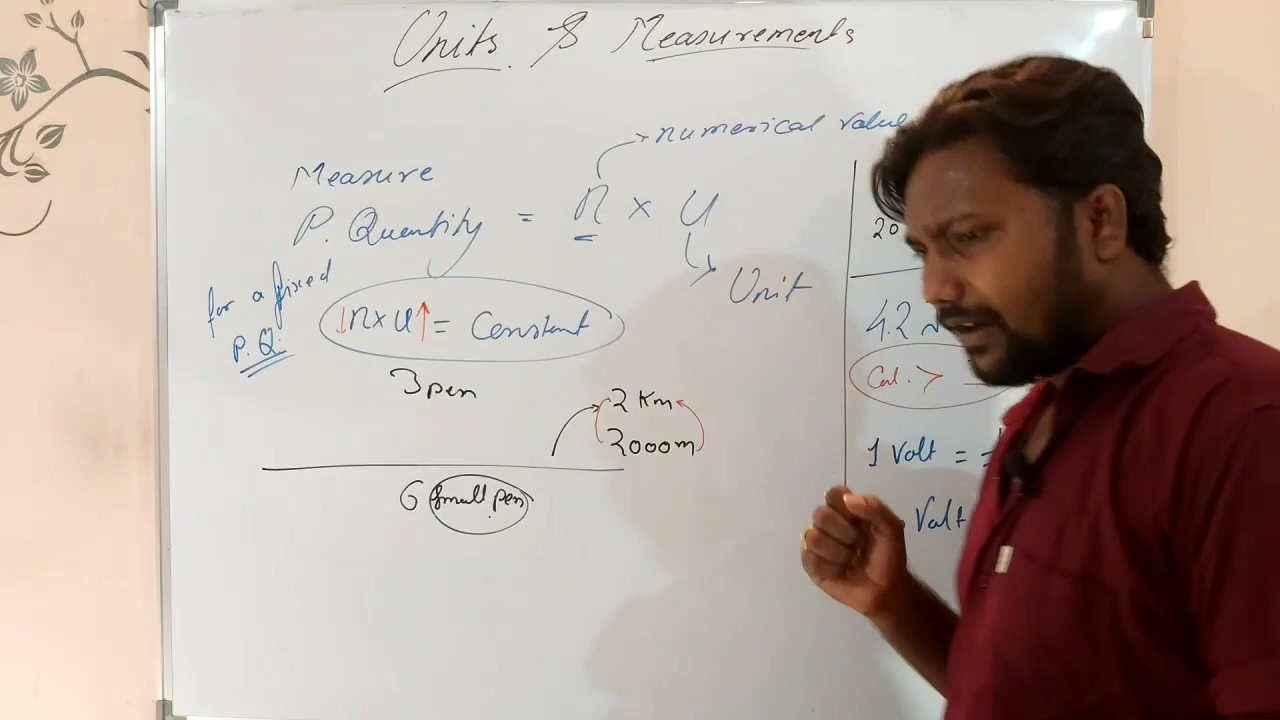 Units & Measurements
numerical value
Measure
P. Quantity = n × u
Unit
for a fixed
P.Q.
↓n×u↑ = Constant
3 pen
2 Km
2000m
6 Small pen
20
4.2
Cal. >
1 Volt =
Volt